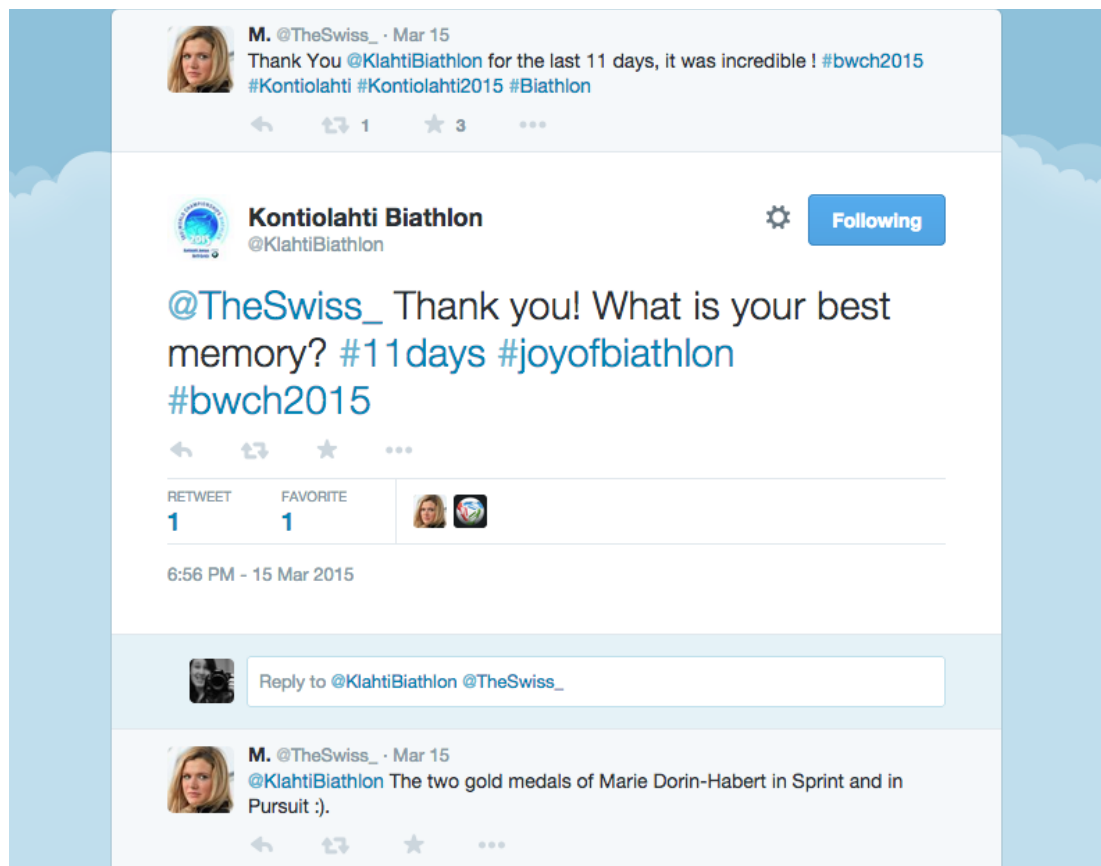 M. @TheSwiss_ · Mar 15
Thank You @KlahtiBiathlon for the last 11 days, it was incredible ! #bwch2015
#Kontiolahti #Kontiolahti2015 #Biathlon
1 3
Kontiolahti Biathlon
@KlahtiBiathlon
Following
2015
@TheSwiss_ Thank you! What is your best
memory? #11days #joyofbiathlon
#bwch2015
RETWEET FAVORITE
1 1
6:56 PM - 15 Mar 2015
Reply to @KlahtiBiathlon @TheSwiss_
M. @TheSwiss_ · Mar 15
@KlahtiBiathlon The two gold medals of Marie Dorin-Habert in Sprint and in
Pursuit :).